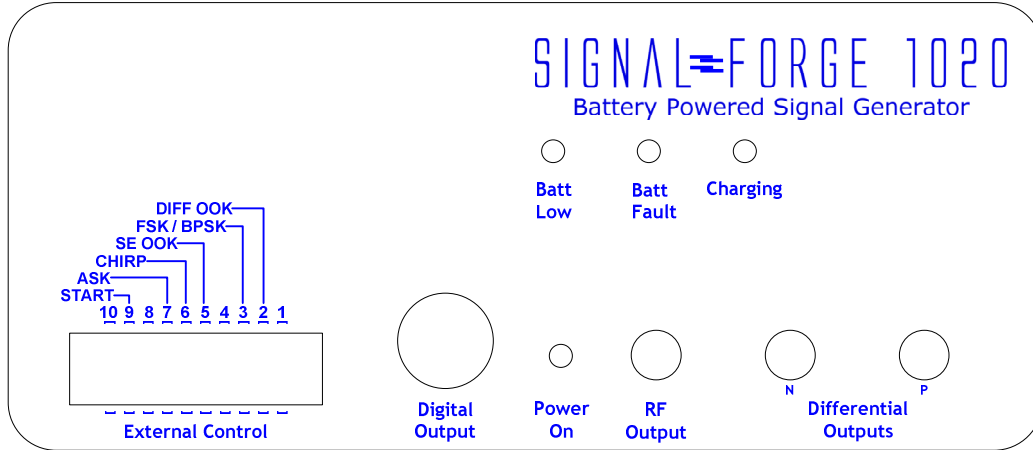 SIGNAL FORGE 1020
Battery Powered Signal Generator
Batt Low
Batt Fault
Charging
DIFF OOK
FSK / BPSK
SE OOK
CHIRP
ASK
START
10 9 8 7 6 5 4 3 2 1
External Control
Digital Output
Power On
RF Output
N
P
Differential Outputs